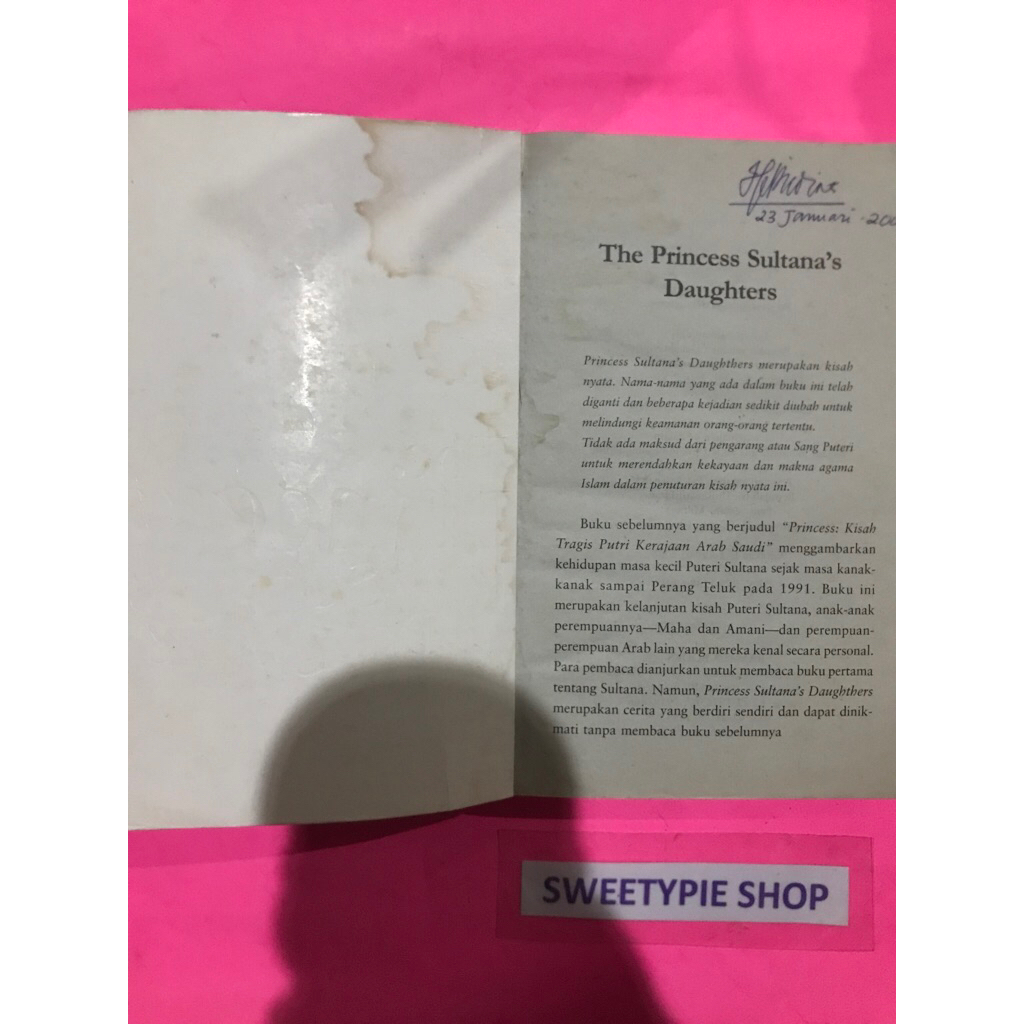 23 Januari 200
The Princess Sultana's
Daughters
Princess Sultana's Daughthers merupakan kisah
nyata. Nama-nama yang ada dalam buku ini telah
diganti dan beberapa kejadian sedikit diubah untuk
melindungi keamanan orang-orang tertentu.
Tidak ada maksud dari pengarang atau Sang Puteri
untuk merendahkan kekayaan dan makna agama
Islam dalam penuturan kisah nyata ini.
Buku sebelumnya yang berjudul "Princess: Kisah
Tragis Putri Kerajaan Arab Saudi" menggambarkan
kehidupan masa kecil Puteri Sultana sejak masa kanak-
kanak sampai Perang Teluk pada 1991. Buku ini
merupakan kelanjutan kisah Puteri Sultana, anak-anak
perempuannya—Maha dan Amani—dan perempuan-
perempuan Arab lain yang mereka kenal secara personal.
Para pembaca dianjurkan untuk membaca buku pertama
tentang Sultana. Namun, Princess Sultana's Daughthers
merupakan cerita yang berdiri sendiri dan dapat dinik-
mati tanpa membaca buku sebelumnya
SWEETYPIE SHOP